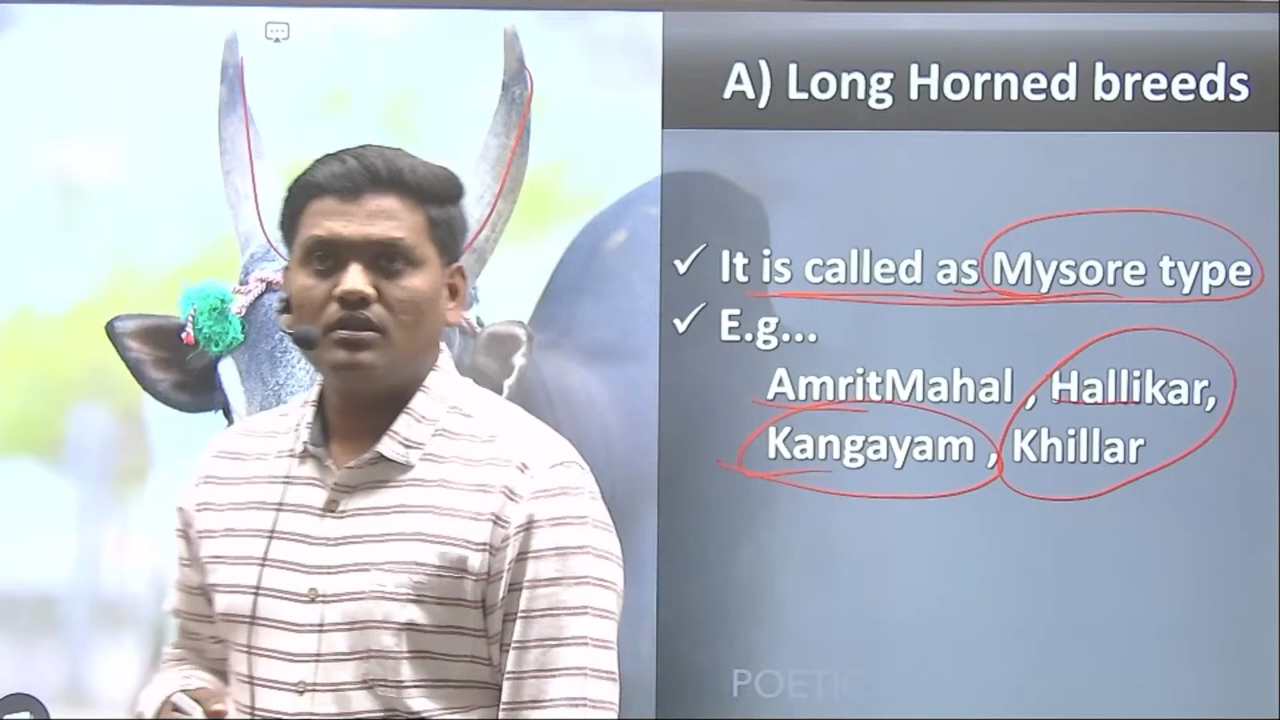 A) Long Horned breeds
✓ It is called as Mysore type
✓ E.g...
AmritMahal , Hallikar,
Kangayam , Khillar